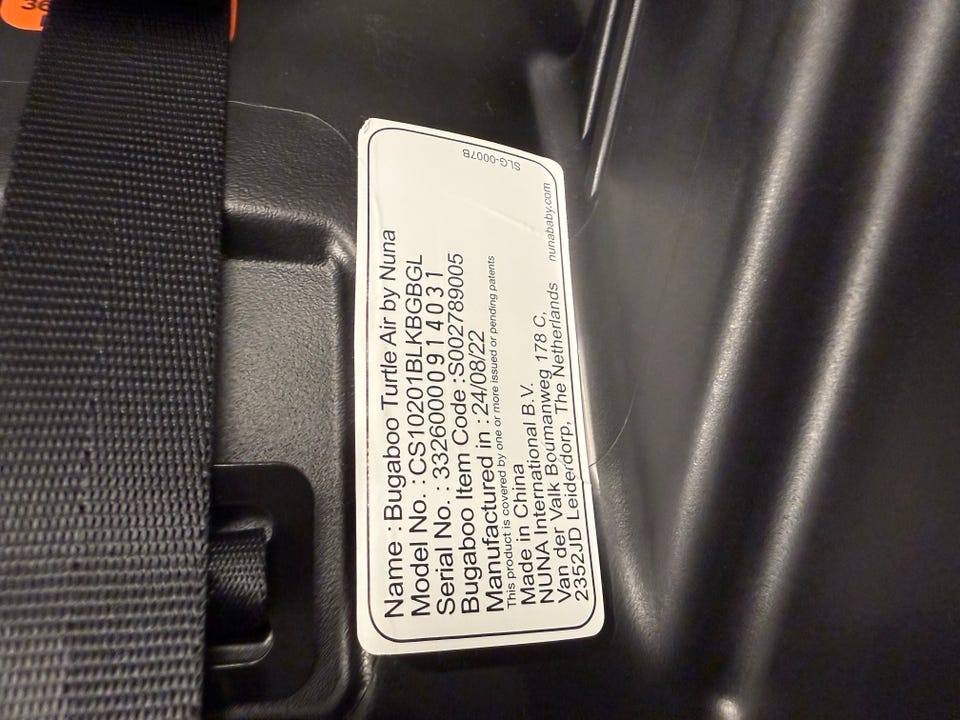 Name : Bugaboo Turtle Air by Nuna
Model No. : CS10201BLKBGBGL
Serial No. : 33260000914031
Bugaboo Item Code :S002789005
Manufactured in : 24/08/22
This product is covered by one or more issued or pending patents
Made in China
NUNA International B.V.
Van der Valk Boumanweg 178 C,
2352JD Leiderdorp, The Netherlands
nunababy.com
SLG-0007B
36